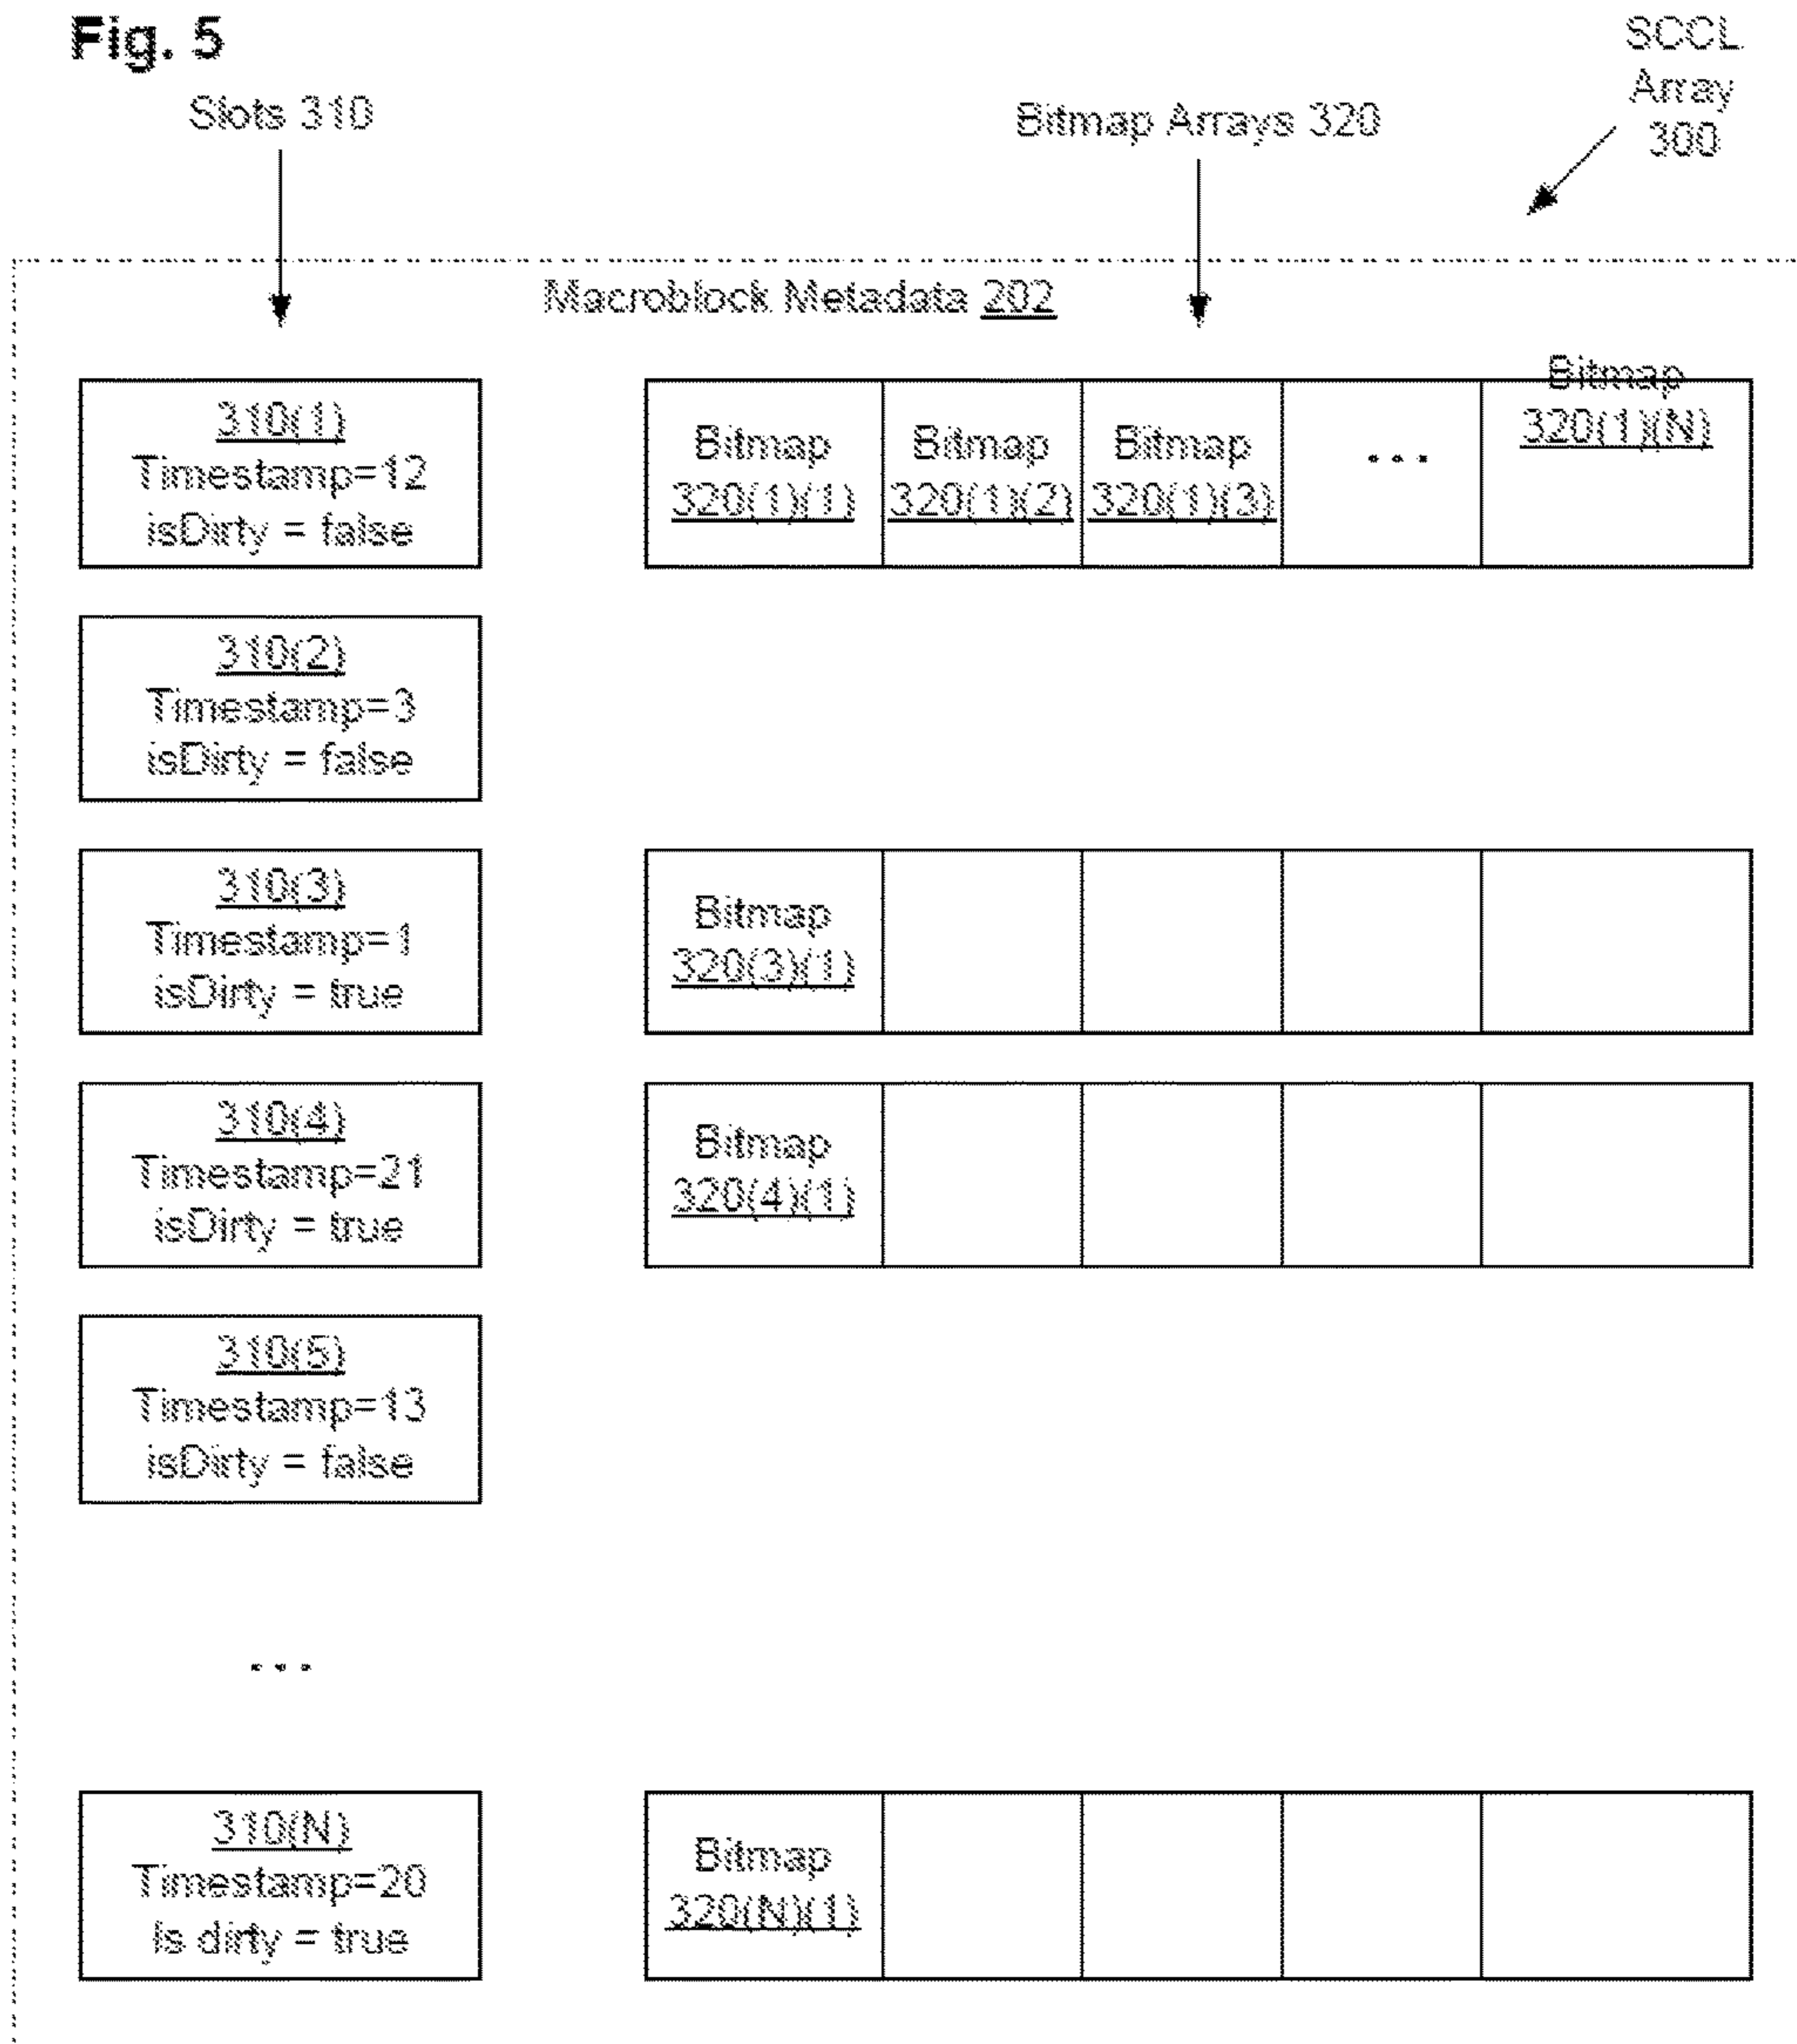 Fig. 5
SCCL
Array
300
Slots 310
Bitmap Arrays 320
Macroblock Metadata 202
310(1)
Timestamp=12
isDirty = false
Bitmap
320(1)(1)
Bitmap
320(1)(2)
Bitmap
320(1)(3)
...
Bitmap
320(1)(N)
310(2)
Timestamp=3
isDirty = false
310(3)
Timestamp=1
isDirty = true
Bitmap
320(3)(1)
310(4)
Timestamp=21
isDirty = true
Bitmap
320(4)(1)
310(5)
Timestamp=13
isDirty = false
...
310(N)
Timestamp=20
Is dirty = true
Bitmap
320(N)(1)